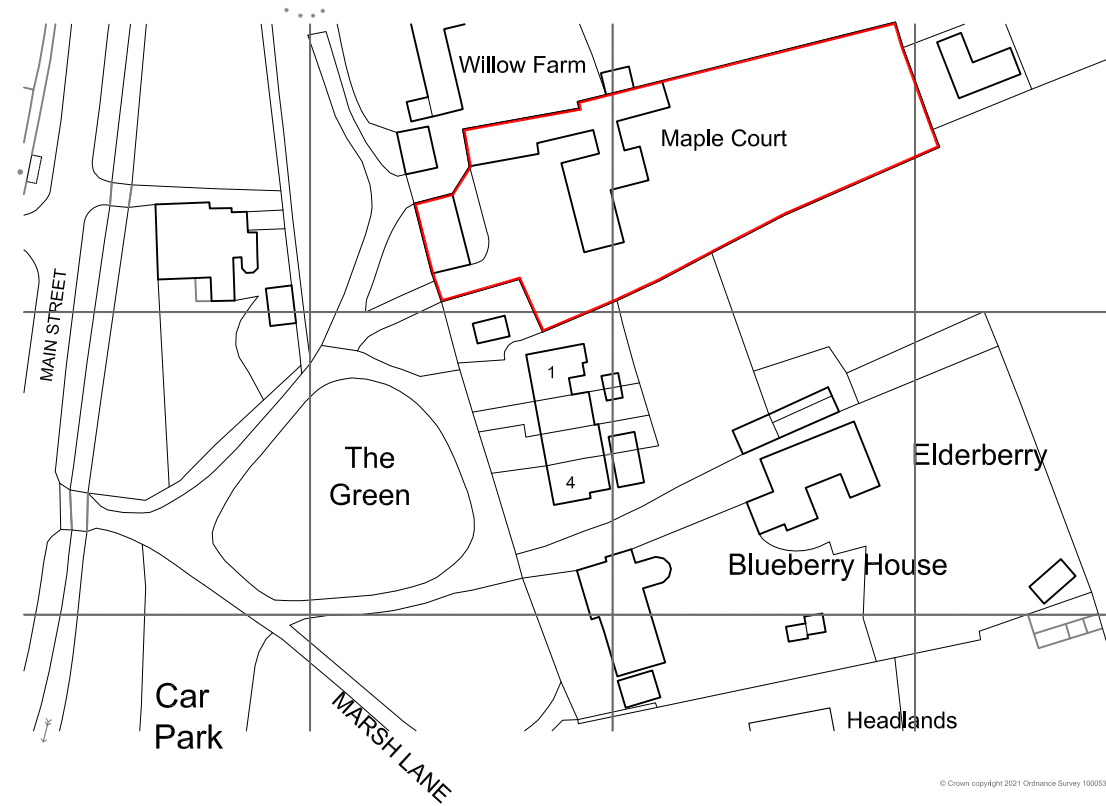 Willow Farm
Maple Court
MAIN STREET
1
The
Green
4
Elderberry
Blueberry House
Car
Park
MARSH LANE
Headlands
© Crown copyright 2021 Ordnance Survey 100053